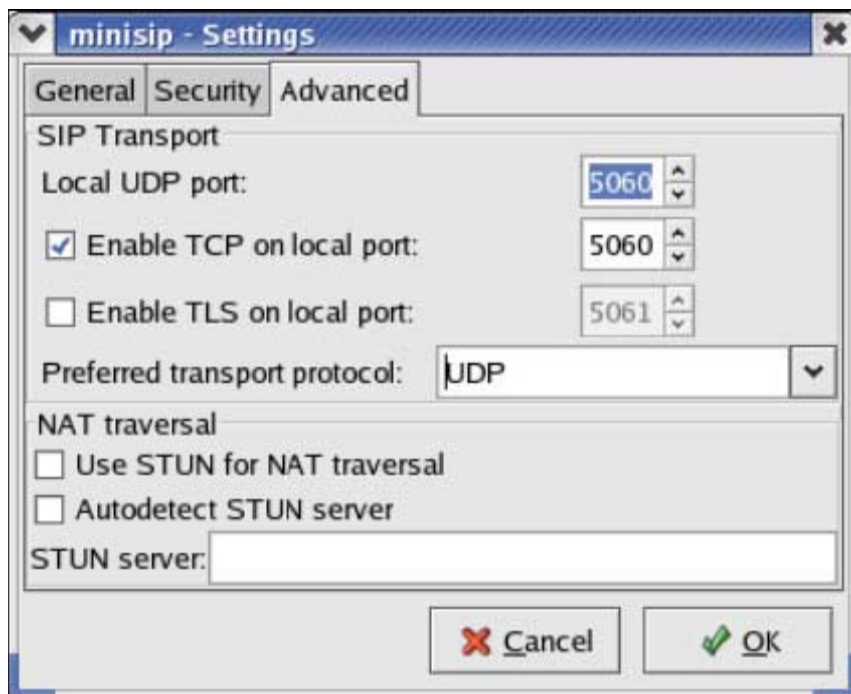 minisip - Settings
General Security Advanced
SIP Transport
Local UDP port: 5060
Enable TCP on local port: 5060
Enable TLS on local port: 5061
Preferred transport protocol: UDP
NAT traversal
Use STUN for NAT traversal
Autodetect STUN server
STUN server:
Cancel OK